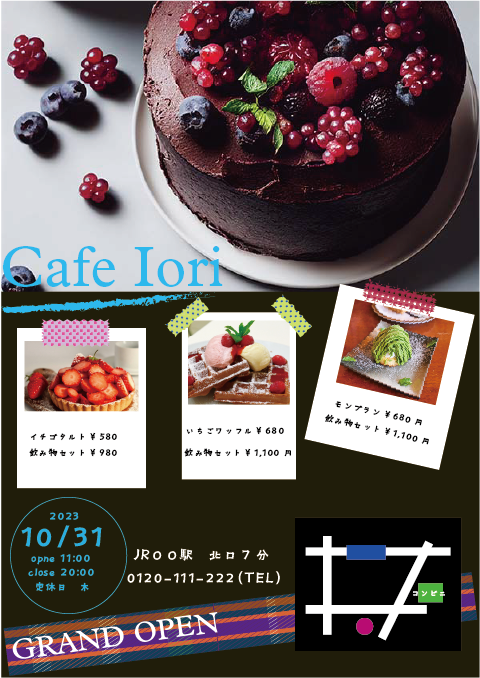 Cafe Iori
イチゴタルト ¥ 580
飲み物セット ¥ 980
いちごワッフル ¥ 680
飲み物セット ¥ 1,100 円
モンブラン ¥ 680 円
飲み物セット ¥ 1,100 円
2023
10/31
opne 11:00
close 20:00
定休日 木
JR○○駅 北口7分
0120-111-222(TEL)
コンビニ
GRAND OPEN